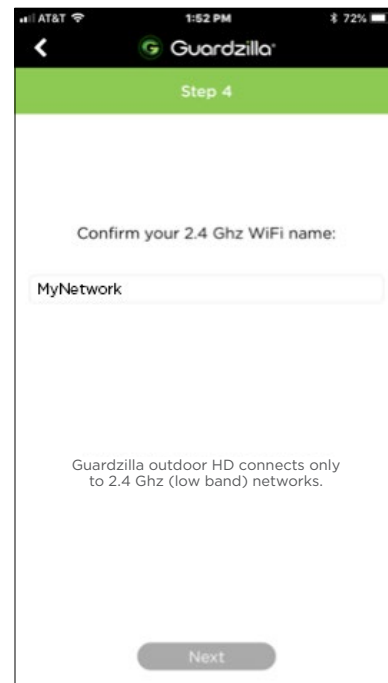 AT&T 1:52 PM 72%
G Guardzilla
Step 4
Confirm your 2.4 Ghz WiFi name:
MyNetwork
Guardzilla outdoor HD connects only
to 2.4 Ghz (low band) networks.
Next